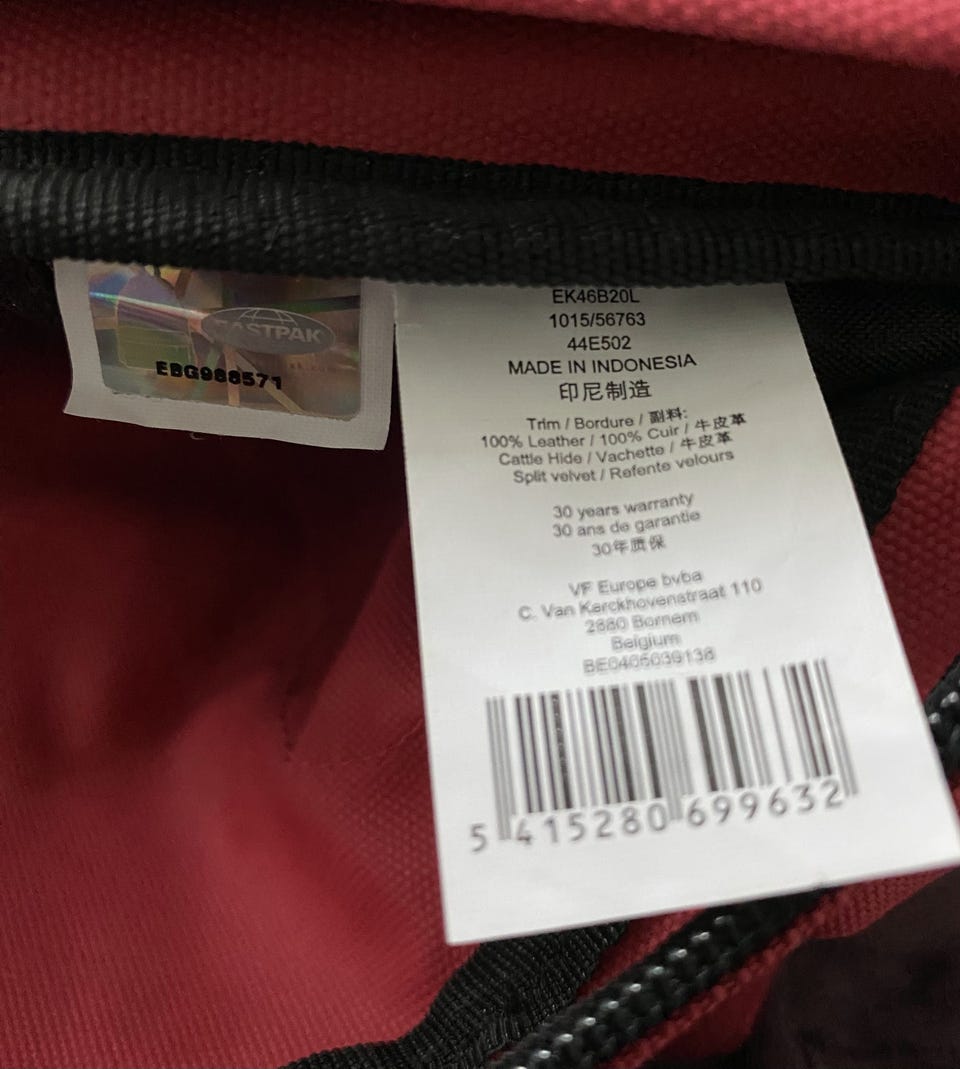 EASTPAK
EBG988571
EK46B20L
1015/56763
44E502
MADE IN INDONESIA
印尼制造
Trim / Bordure / 副料:
100% Leather / 100% Cuir / 牛皮革
Cattle Hide / Vachette / 牛皮革
Split velvet / Refente velours
30 years warranty
30 ans de garantie
30年质保
VF Europe bvba
C. Van Kerckhovenstraat 110
2880 Bornem
Belgium
BE0406039138
5 415280 699632